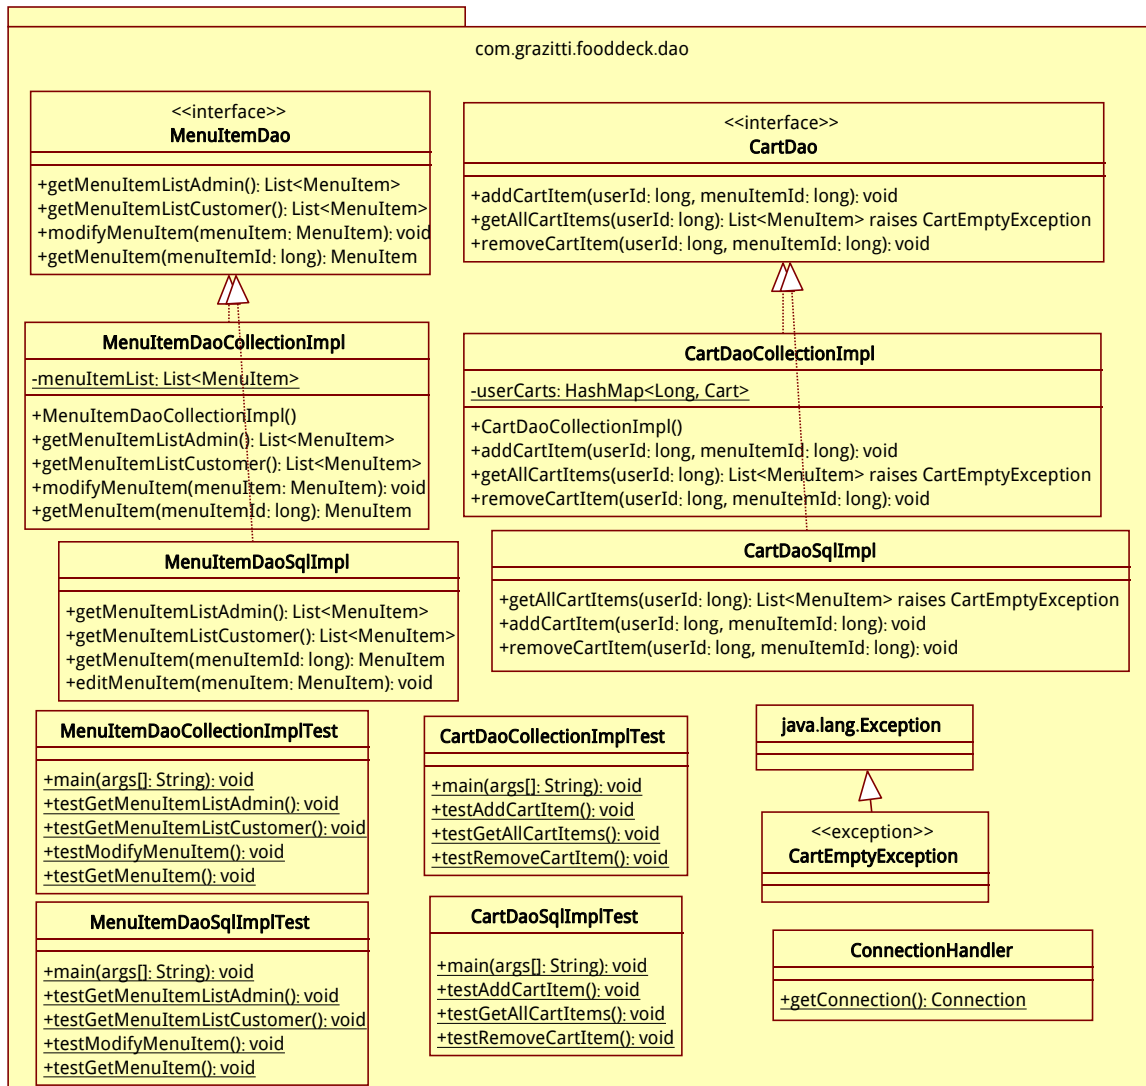 com.grazitti.fooddeck.dao
<<interface>>
MenuItemDao
+getMenuItemListAdmin(): List<MenuItem>
+getMenuItemListCustomer(): List<MenuItem>
+modifyMenuItem(menuItem: MenuItem): void
+getMenuItem(menuItemId: long): MenuItem
<<interface>>
CartDao
+addCartItem(userId: long, menuItemId: long): void
+getAllCartItems(userId: long): List<MenuItem> raises CartEmptyException
+removeCartItem(userId: long, menuItemId: long): void
MenuItemDaoCollectionImpl
-menuItemList: List<MenuItem>
+MenuItemDaoCollectionImpl()
+getMenuItemListAdmin(): List<MenuItem>
+getMenuItemListCustomer(): List<MenuItem>
+modifyMenuItem(menuItem: MenuItem): void
+getMenuItem(menuItemId: long): MenuItem
CartDaoCollectionImpl
-userCarts: HashMap<Long, Cart>
+CartDaoCollectionImpl()
+addCartItem(userId: long, menuItemId: long): void
+getAllCartItems(userId: long): List<MenuItem> raises CartEmptyException
+removeCartItem(userId: long, menuItemId: long): void
MenuItemDaoSqlImpl
+getMenuItemListAdmin(): List<MenuItem>
+getMenuItemListCustomer(): List<MenuItem>
+getMenuItem(menuItemId: long): MenuItem
+editMenuItem(menuItem: MenuItem): void
CartDaoSqlImpl
+getAllCartItems(userId: long): List<MenuItem> raises CartEmptyException
+addCartItem(userId: long, menuItemId: long): void
+removeCartItem(userId: long, menuItemId: long): void
MenuItemDaoCollectionImplTest
+main(args[]: String): void
+testGetMenuItemListAdmin(): void
+testGetMenuItemListCustomer(): void
+testModifyMenuItem(): void
+testGetMenuItem(): void
CartDaoCollectionImplTest
+main(args[]: String): void
+testAddCartItem(): void
+testGetAllCartItems(): void
+testRemoveCartItem(): void
java.lang.Exception
<<exception>>
CartEmptyException
MenuItemDaoSqlImplTest
+main(args[]: String): void
+testGetMenuItemListAdmin(): void
+testGetMenuItemListCustomer(): void
+testModifyMenuItem(): void
+testGetMenuItem(): void
CartDaoSqlImplTest
+main(args[]: String): void
+testAddCartItem(): void
+testGetAllCartItems(): void
+testRemoveCartItem(): void
ConnectionHandler
+getConnection(): Connection